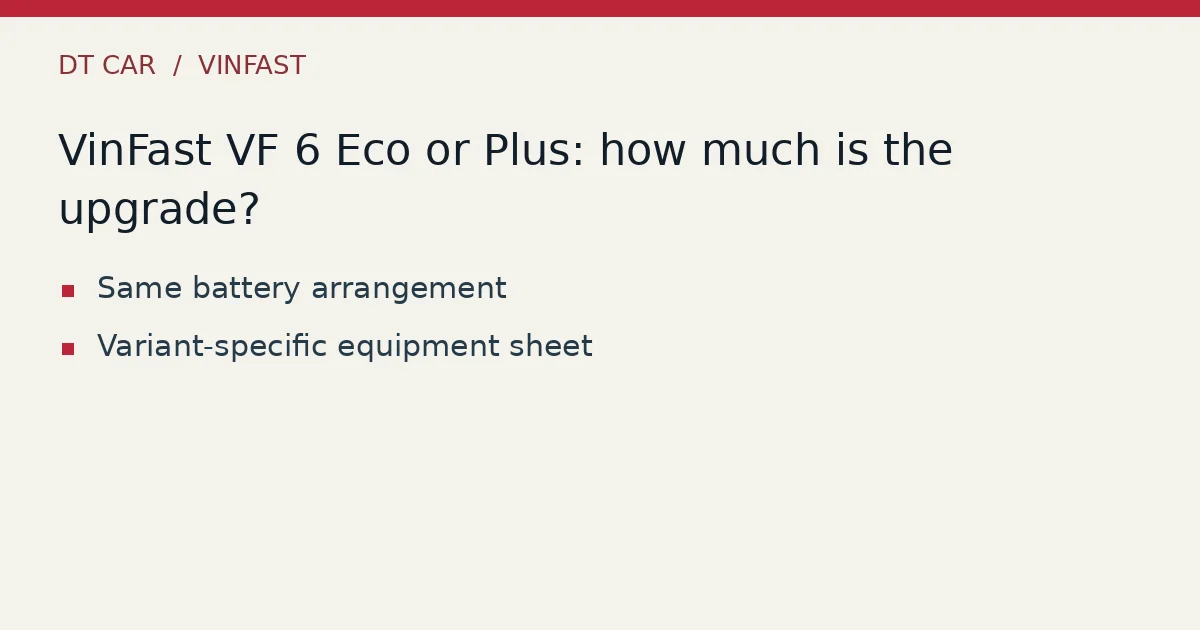 DT CAR / VINFAST
VinFast VF 6 Eco or Plus: how much is the
upgrade?
Same battery arrangement
Variant-specific equipment sheet